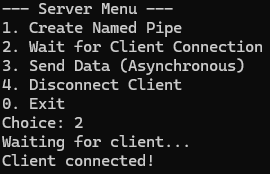 --- Server Menu ---
1. Create Named Pipe
2. Wait for Client Connection
3. Send Data (Asynchronous)
4. Disconnect Client
0. Exit
Choice: 2
Waiting for client...
Client connected!